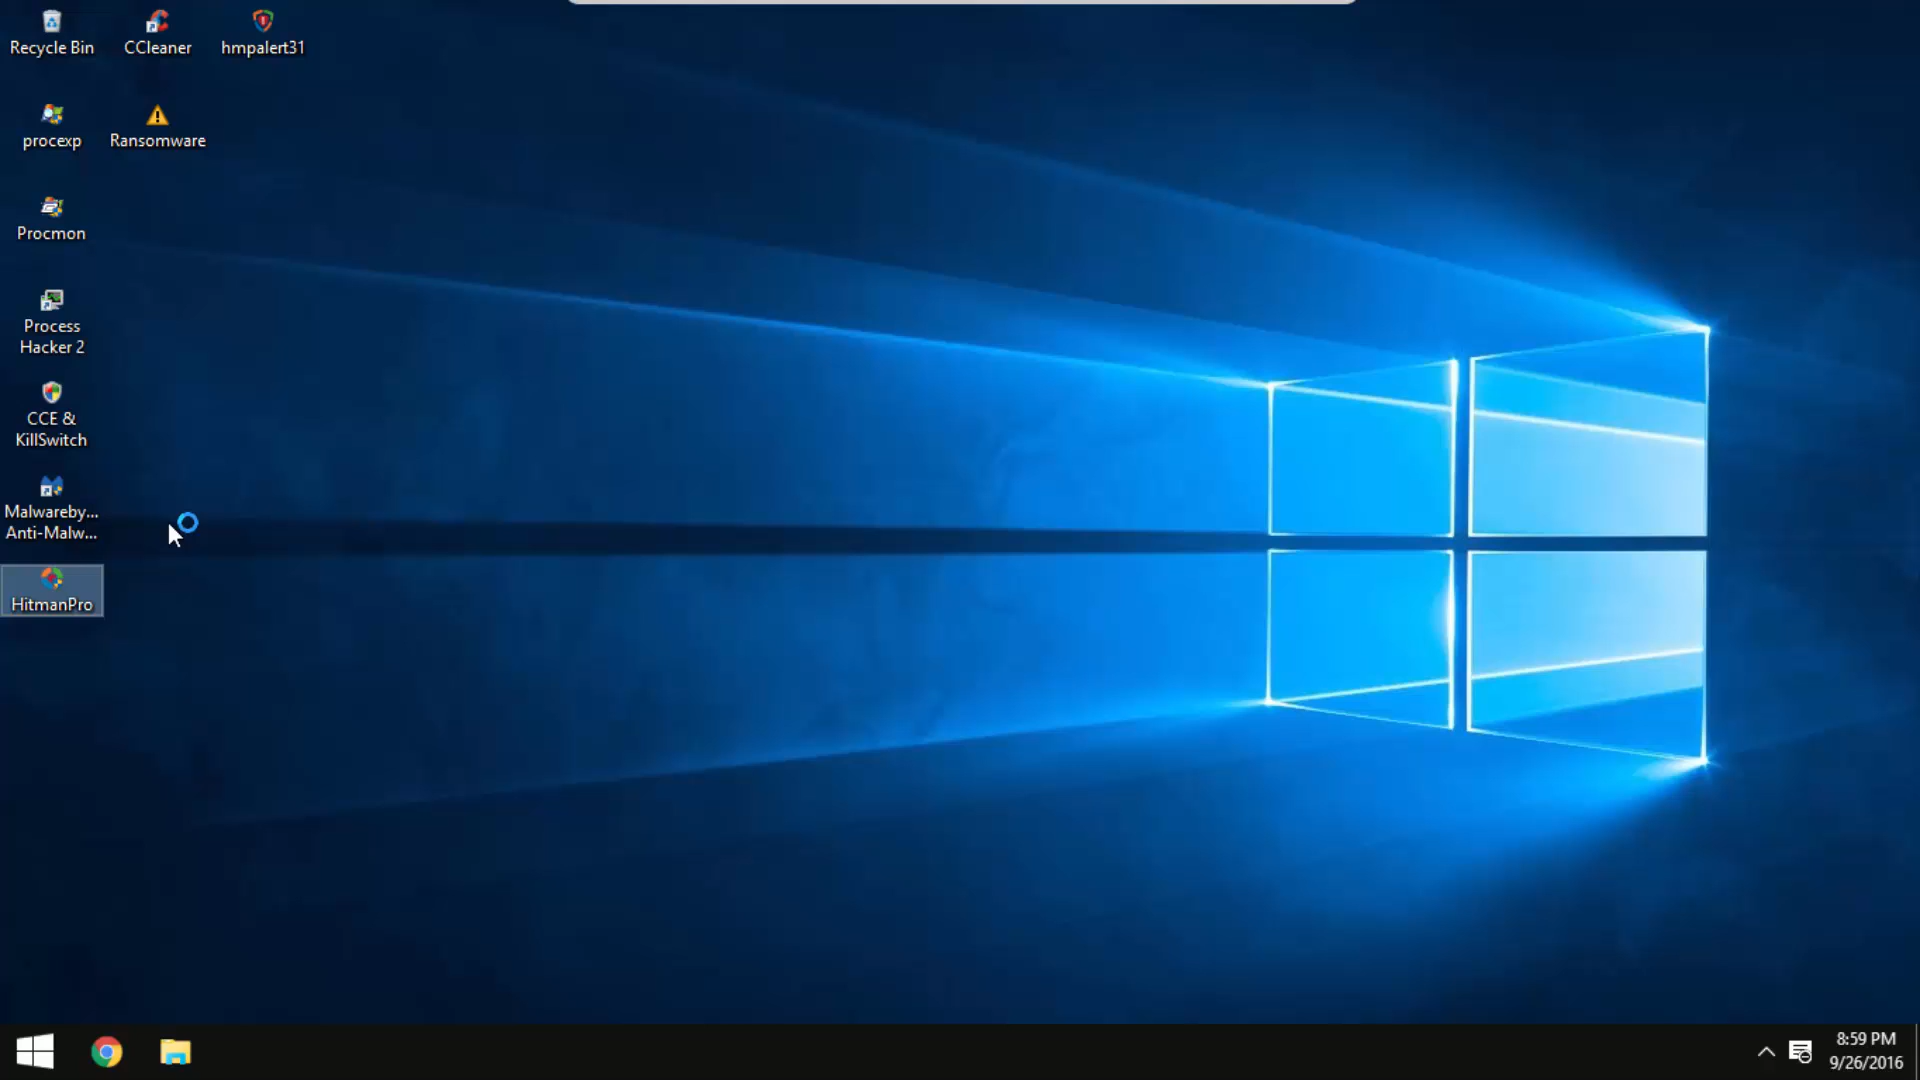 Recycle Bin
CCleaner
hmpalert31
procexp
Ransomware
Procmon
Process
Hacker 2
CCE &
KillSwitch
Malwareby...
Anti-Malw...
HitmanPro
8:59 PM
9/26/2016